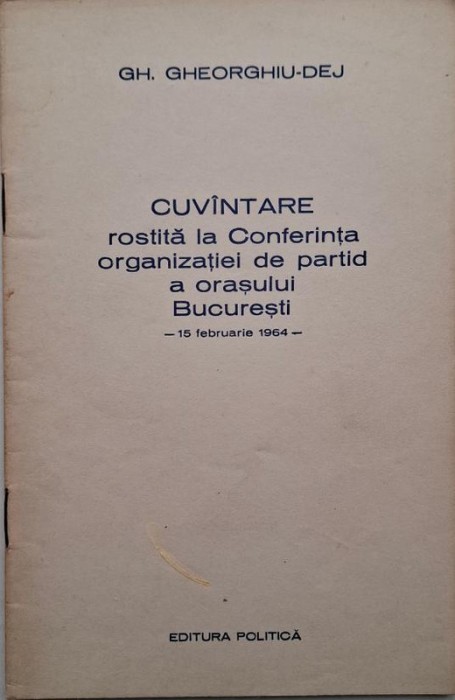 GH. GHEORGHIU-DEJ
CUVÎNTARE
rostită la Conferința
organizației de partid
a orașului
București
— 15 februarie 1964 —
EDITURA POLITICĂ